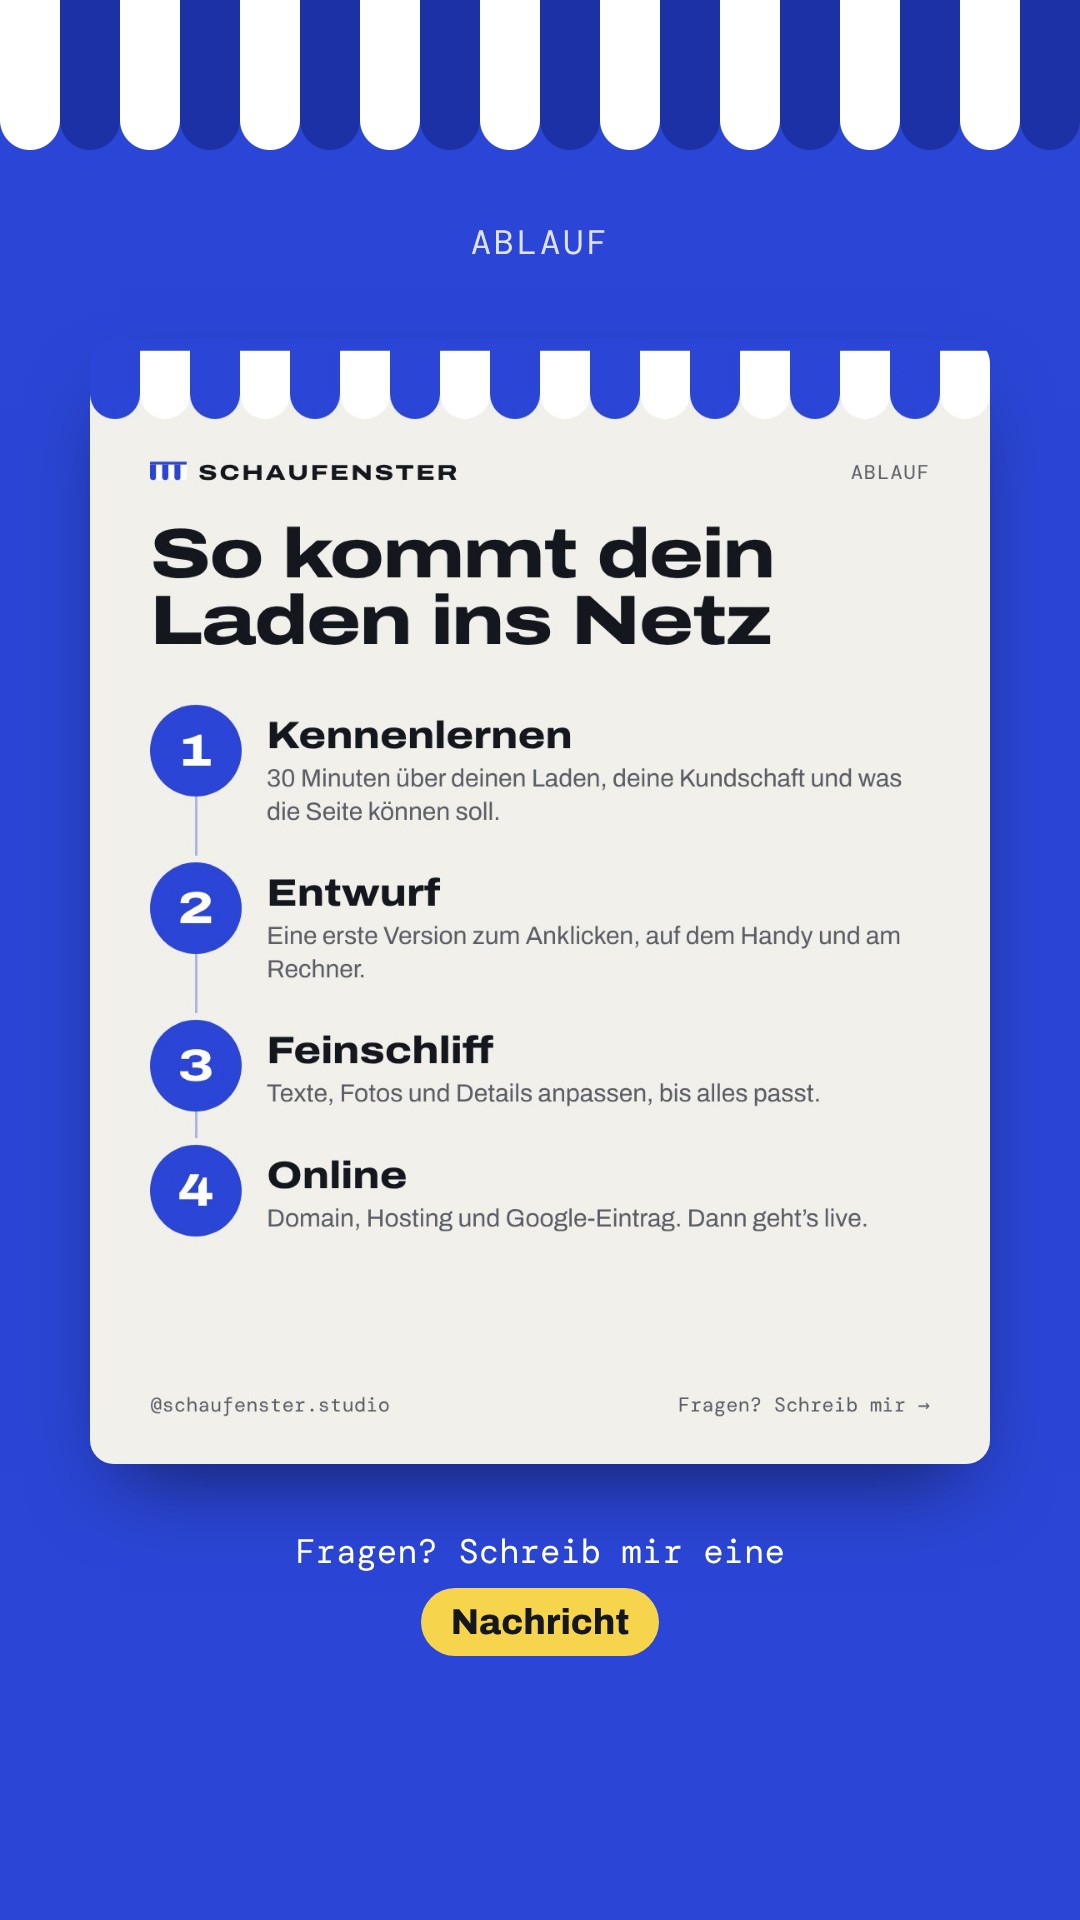 ABLAUF
SCHAUFENSTER
ABLAUF
So kommt dein
Laden ins Netz
1
Kennenlernen
30 Minuten über deinen Laden, deine Kundschaft und was
die Seite können soll.
2
Entwurf
Eine erste Version zum Anklicken, auf dem Handy und am
Rechner.
3
Feinschliff
Texte, Fotos und Details anpassen, bis alles passt.
4
Online
Domain, Hosting und Google-Eintrag. Dann geht’s live.
@schaufenster.studio
Fragen? Schreib mir →
Fragen? Schreib mir eine
Nachricht